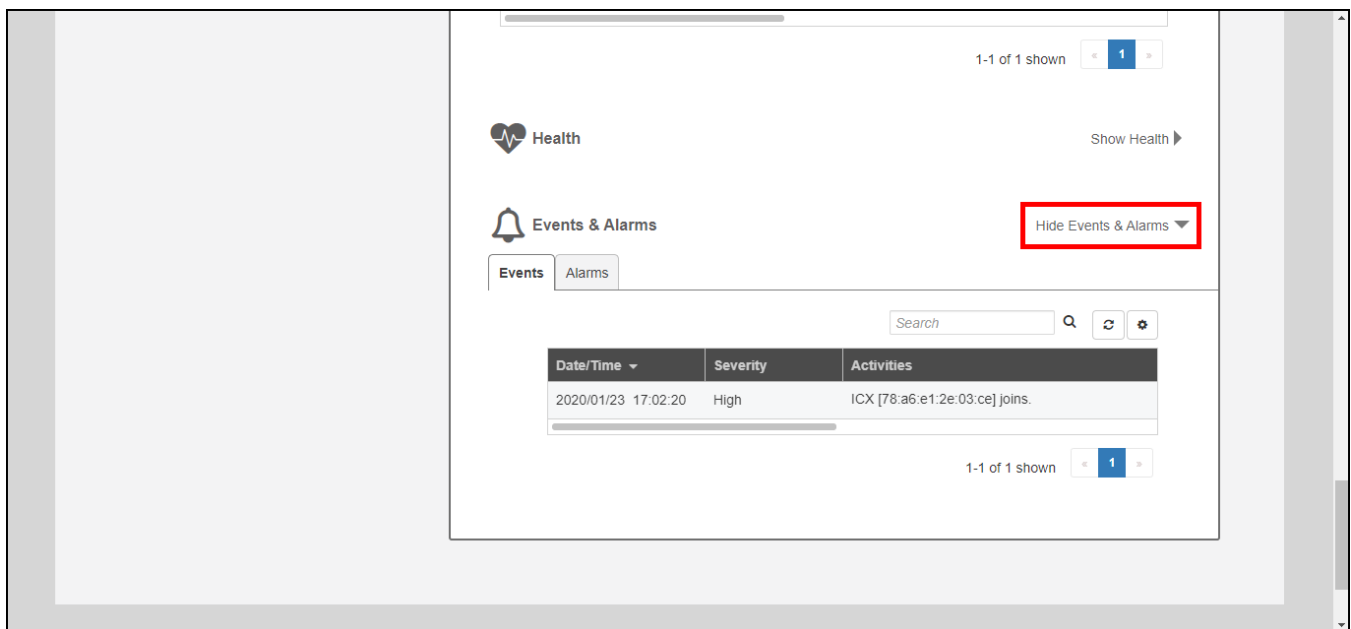 1-1 of 1 shown « 1 »
Health Show Health
Events & Alarms Hide Events & Alarms
Events Alarms
Search
Date/Time Severity Activities
2020/01/23 17:02:20 High ICX [78:a6:e1:2e:03:ce] joins.
1-1 of 1 shown « 1 »